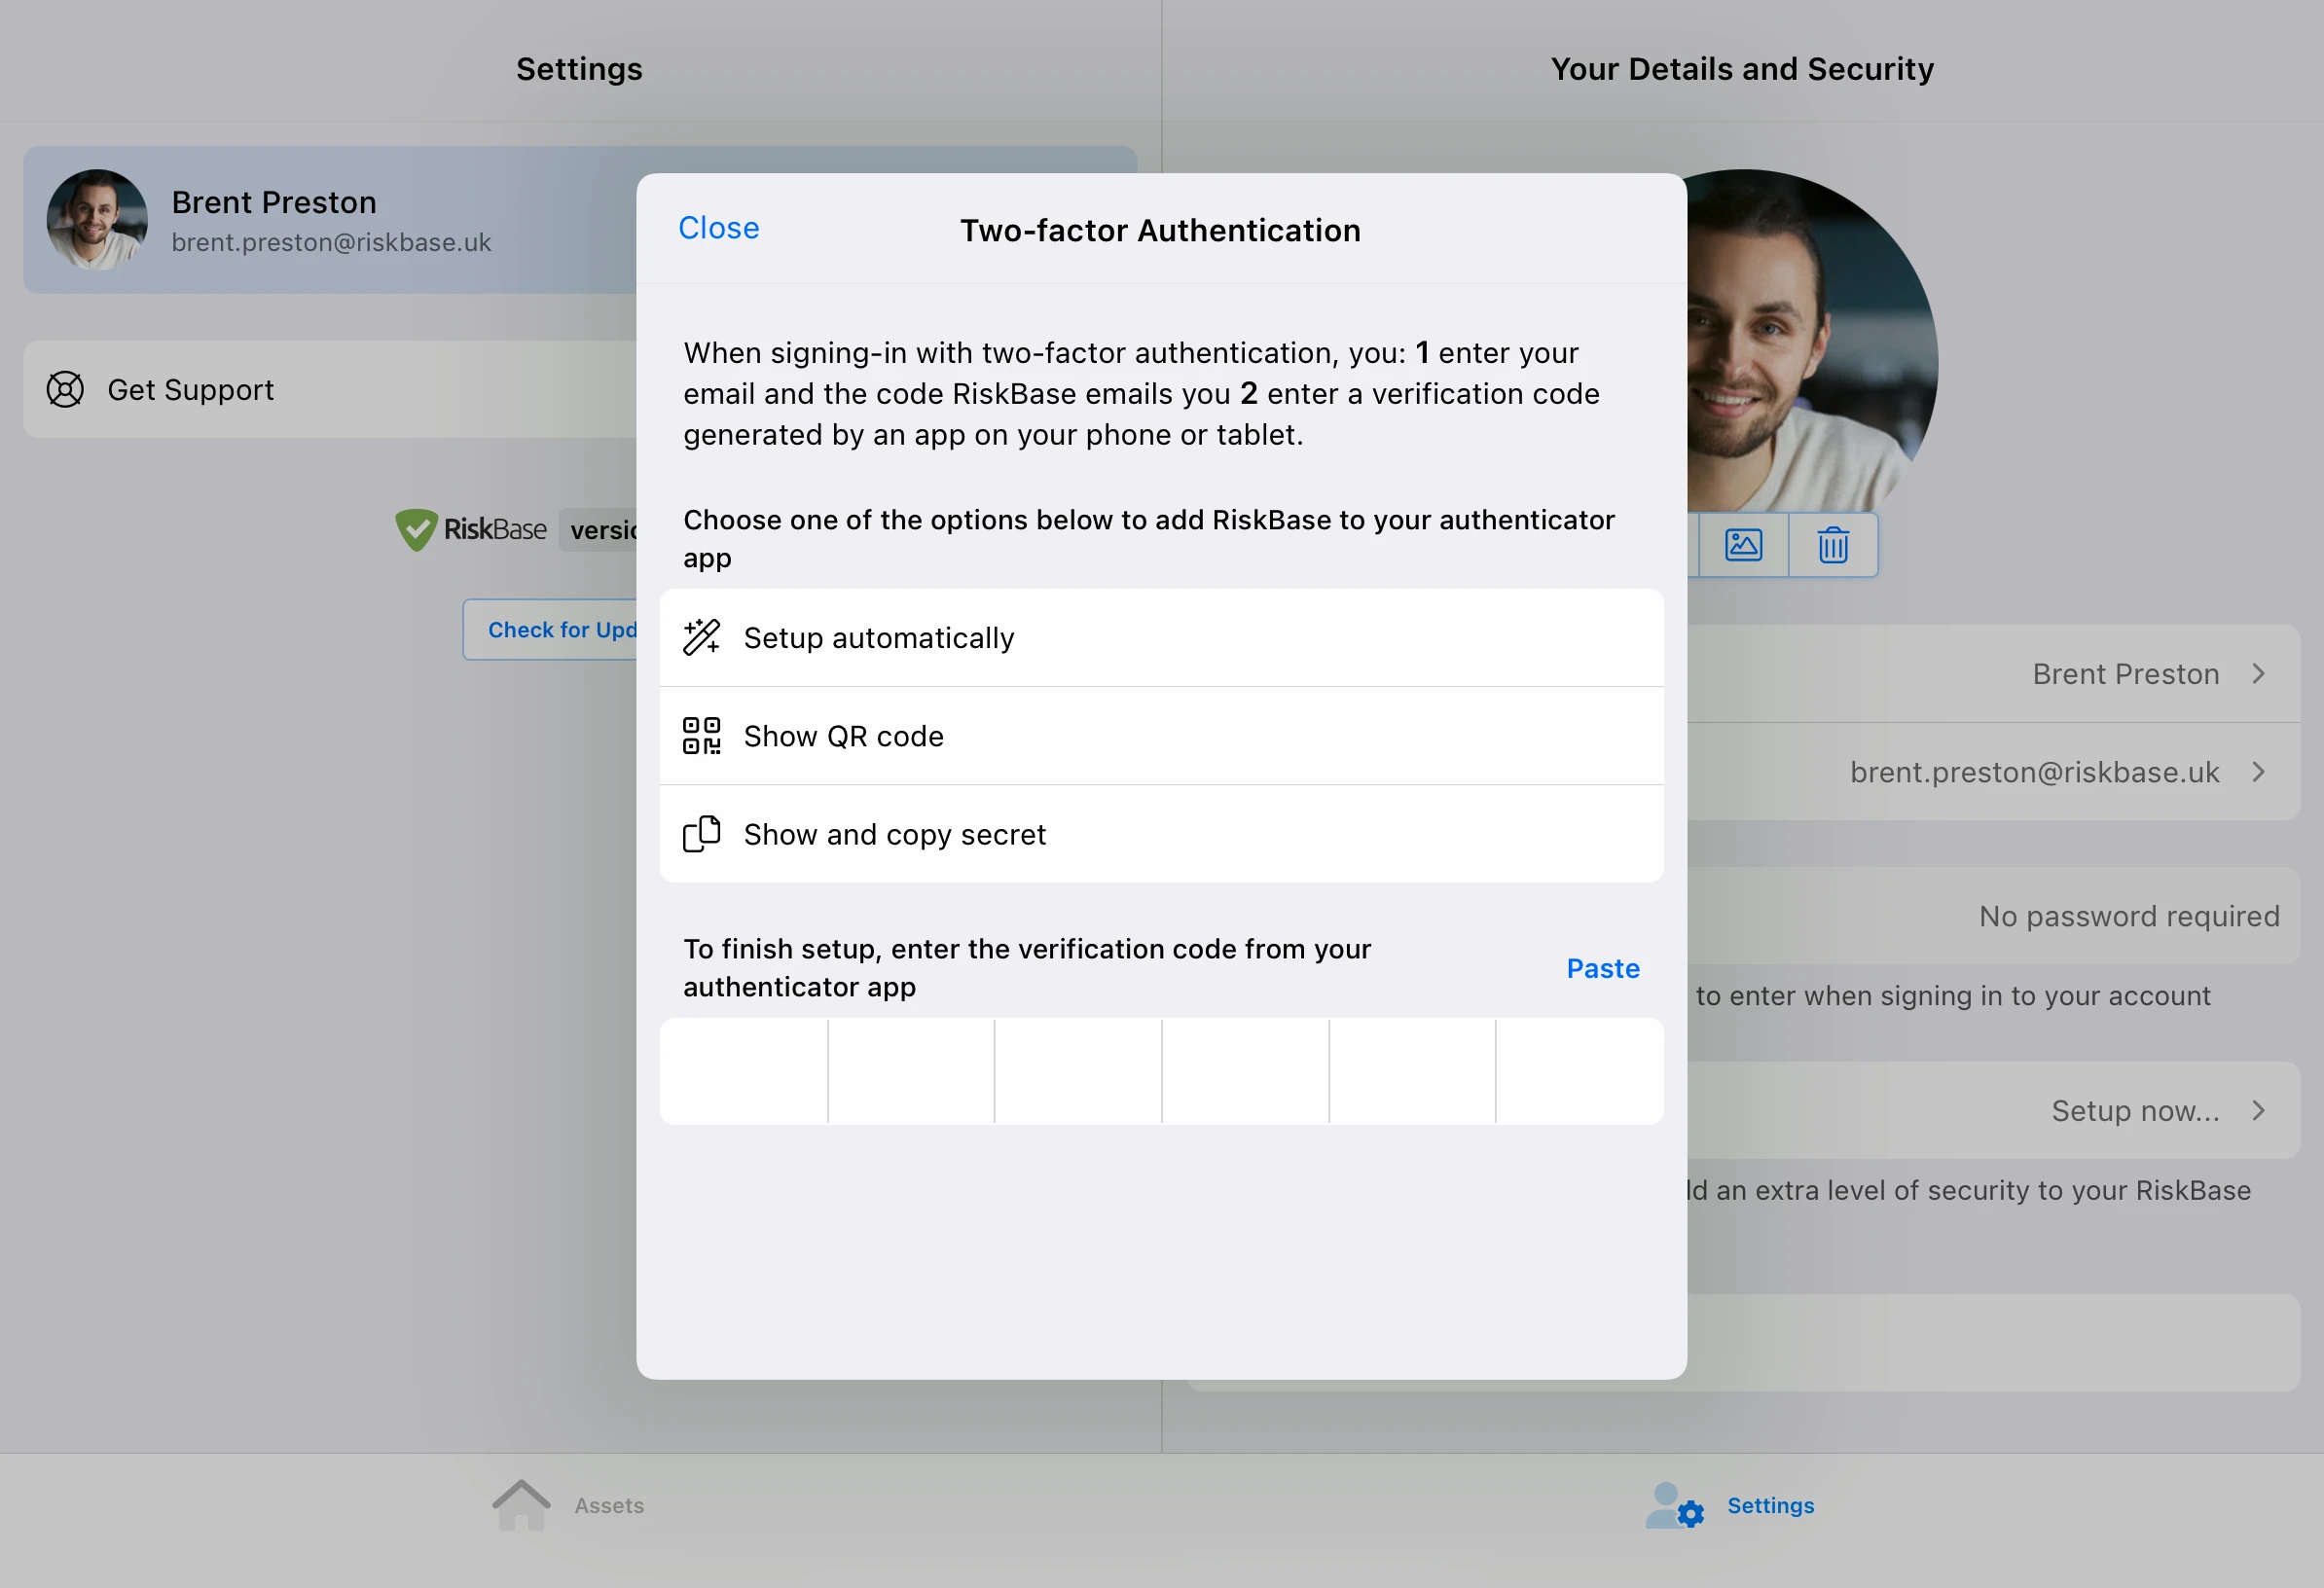 Settings
Your Details and Security
Brent Preston
brent.preston@riskbase.uk
Get Support
RiskBase
Check for
Close
Two-factor Authentication
When signing-in with two-factor authentication, you: 1 enter your
email and the code RiskBase emails you 2 enter a verification code
generated by an app on your phone or tablet.
Choose one of the options below to add RiskBase to your authenticator
app
Setup automatically
Show QR code
Show and copy secret
To finish setup, enter the verification code from your
authenticator app
Paste
Brent Preston
brent.preston@riskbase.uk
No password required
to enter when signing in to your account
Setup now...
an extra level of security to your RiskBase
Assets
Settings